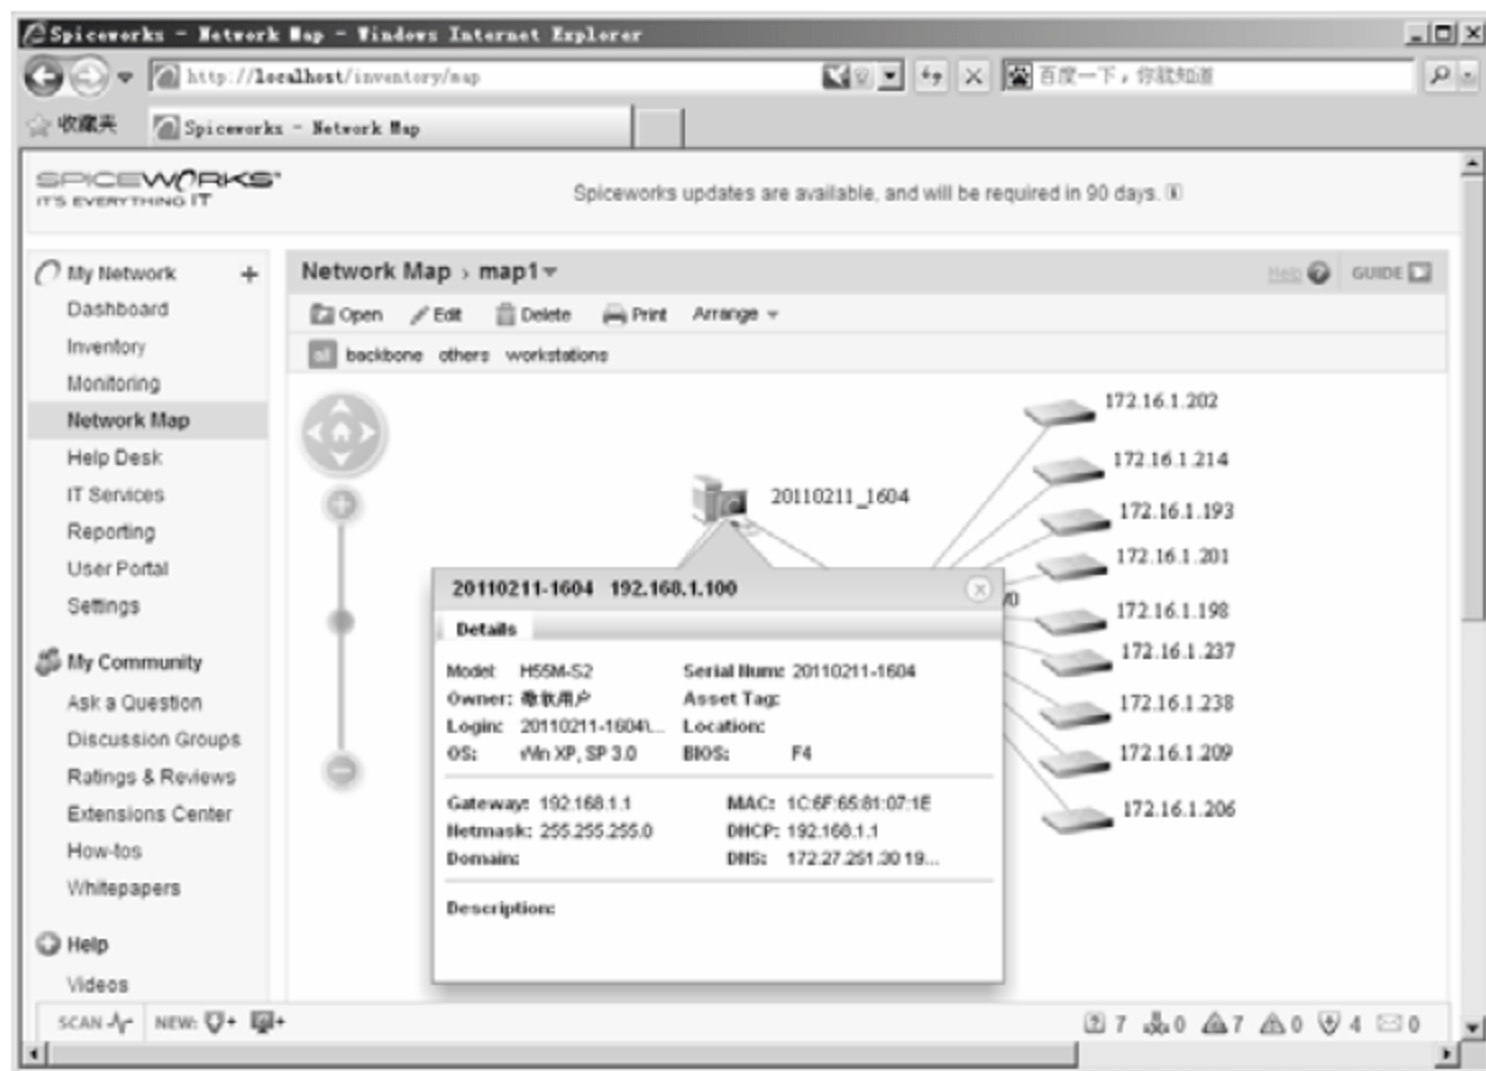 Spiceworks - Network Map - Windows Internet Explorer
http://localhost/inventory/map
百度一下，你就知道
收藏夹
Spiceworks - Network Map
SPICEWORKS
IT'S EVERYTHING IT
Spiceworks updates are available, and will be required in 90 days.
My Network +
Dashboard
Inventory
Monitoring
Network Map
Help Desk
IT Services
Reporting
User Portal
Settings
My Community
Ask a Question
Discussion Groups
Ratings & Reviews
Extensions Center
How-tos
Whitepapers
Help
Videos
Network Map › map1
Help ? GUIDE
Open Edit Delete Print Arrange
all backbone others workstations
172.16.1.202
172.16.1.214
20110211_1604
172.16.1.193
172.16.1.201
172.16.1.198
172.16.1.237
172.16.1.238
172.16.1.209
172.16.1.206
20110211-1604 192.168.1.100
Details
Model: H55M-S2 Serial Num: 20110211-1604
Owner: 微软用户 Asset Tag:
Login: 20110211-1604\... Location:
OS: Win XP, SP 3.0 BIOS: F4
Gateway: 192.168.1.1 MAC: 1C:6F:65:81:07:1E
Netmask: 255.255.255.0 DHCP: 192.168.1.1
Domain: DNS: 172.27.251.30 19...
Description:
SCAN NEW: + +
7 0 7 0 4 0